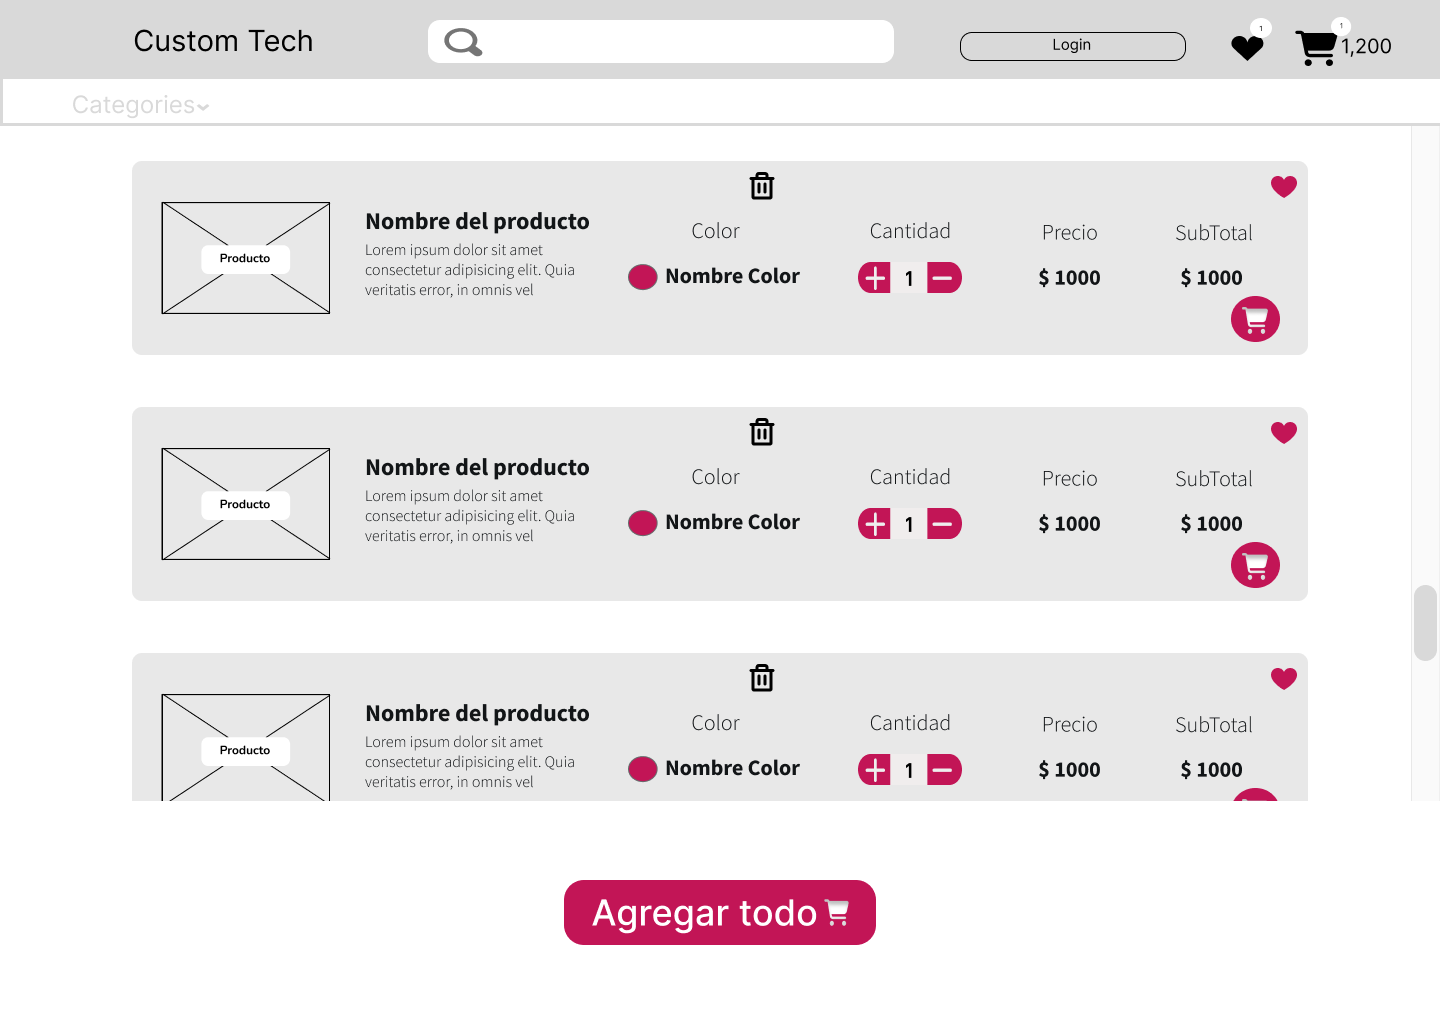 Custom Tech
Login
1
1
1,200
Categories
Producto
Nombre del producto
Lorem ipsum dolor sit amet
consectetur adipisicing elit. Quia
veritatis error, in omnis vel
Color
Nombre Color
Cantidad
1
Precio
$ 1000
SubTotal
$ 1000
Producto
Nombre del producto
Lorem ipsum dolor sit amet
consectetur adipisicing elit. Quia
veritatis error, in omnis vel
Color
Nombre Color
Cantidad
1
Precio
$ 1000
SubTotal
$ 1000
Producto
Nombre del producto
Lorem ipsum dolor sit amet
consectetur adipisicing elit. Quia
veritatis error, in omnis vel
Color
Nombre Color
Cantidad
1
Precio
$ 1000
SubTotal
$ 1000
Agregar todo